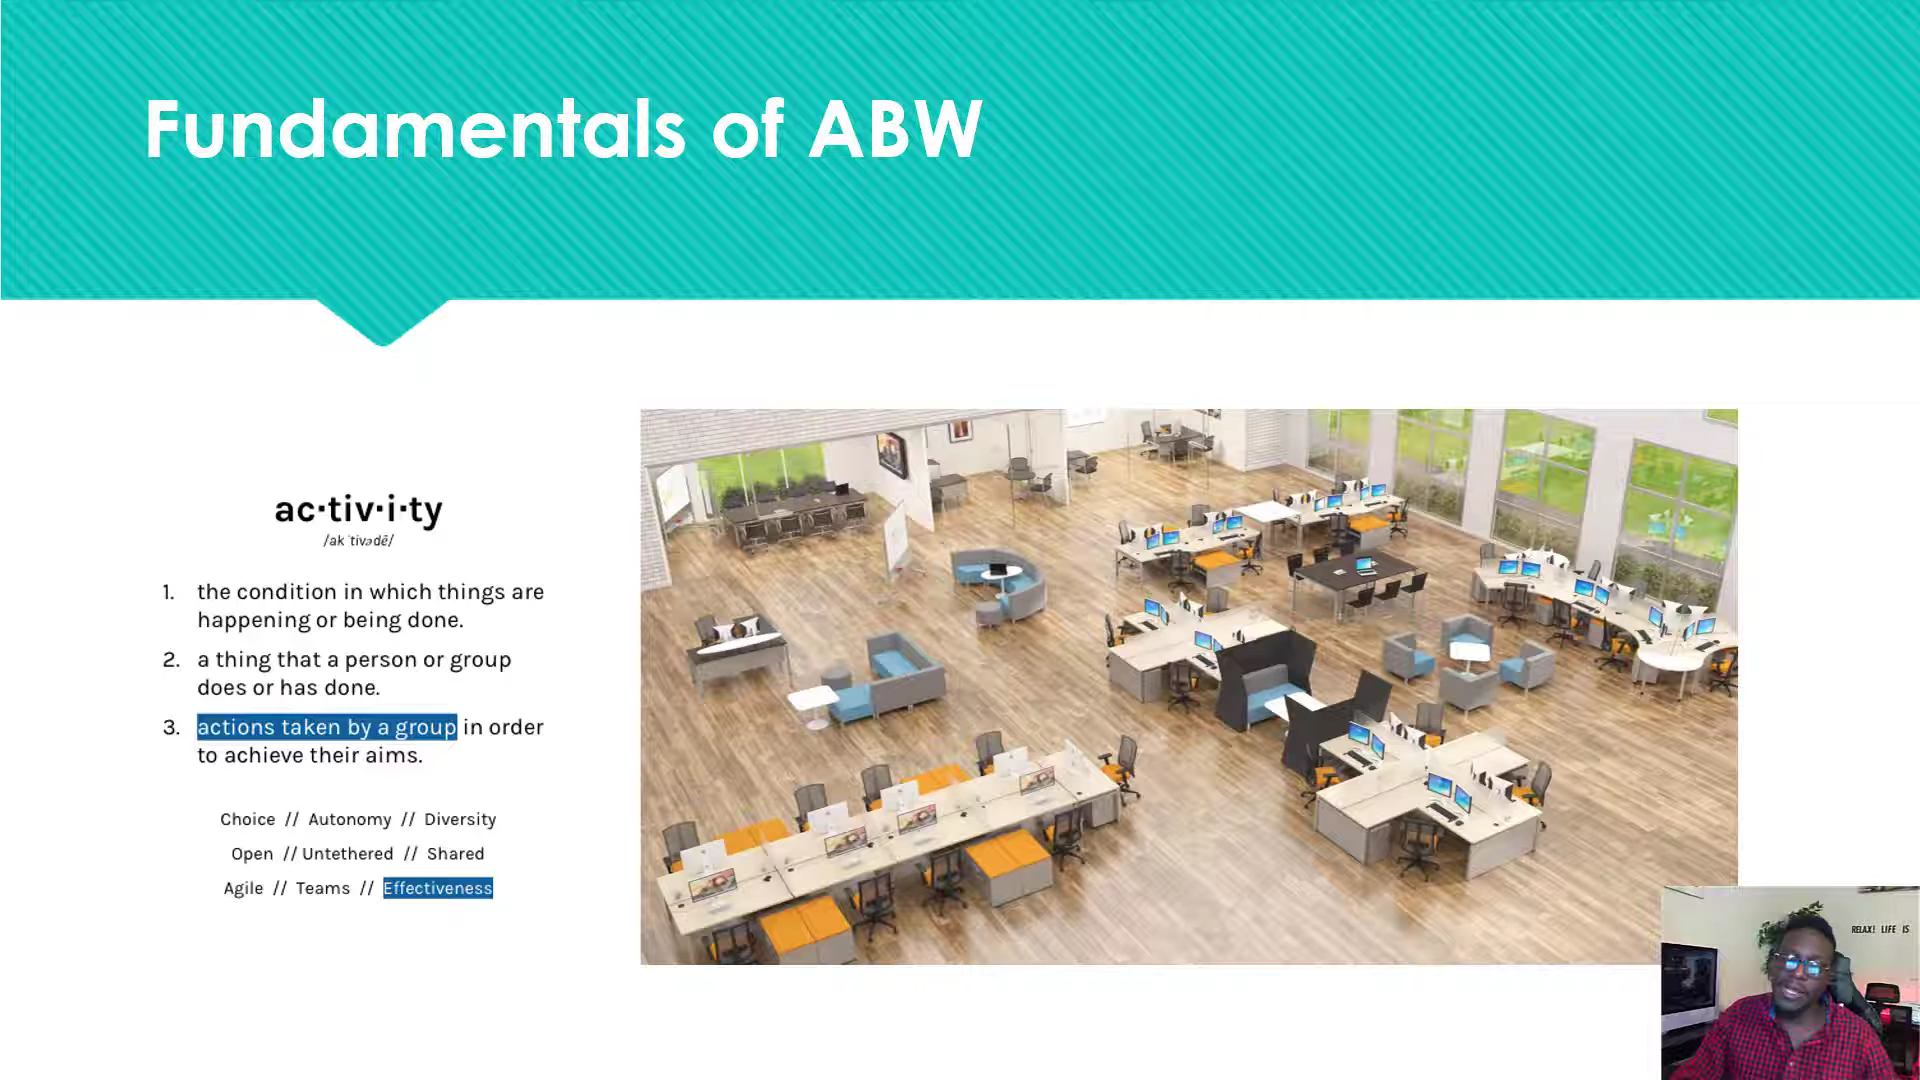 Fundamentals of ABW
ac·tiv·i·ty
/akˈtivədē/
1. the condition in which things are
happening or being done.
2. a thing that a person or group
does or has done.
3. actions taken by a group in order
to achieve their aims.
Choice // Autonomy // Diversity
Open // Untethered // Shared
Agile // Teams // Effectiveness
RELAX! LIFE IS